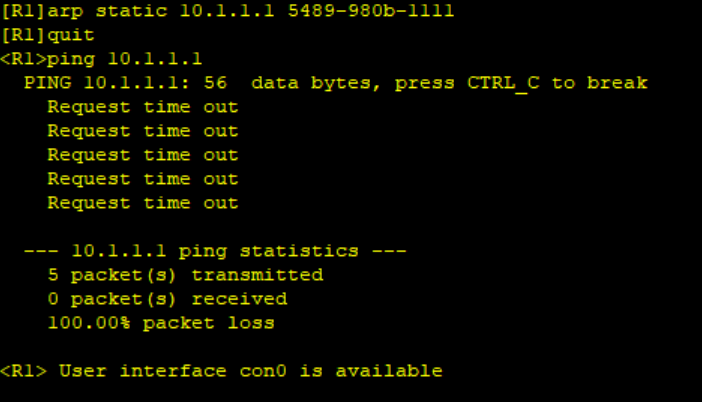 [R1]arp static 10.1.1.1 5489-980b-1111
[R1]quit
<R1>ping 10.1.1.1
  PING 10.1.1.1: 56  data bytes, press CTRL_C to break
    Request time out
    Request time out
    Request time out
    Request time out
    Request time out

  --- 10.1.1.1 ping statistics ---
    5 packet(s) transmitted
    0 packet(s) received
    100.00% packet loss

<R1> User interface con0 is available